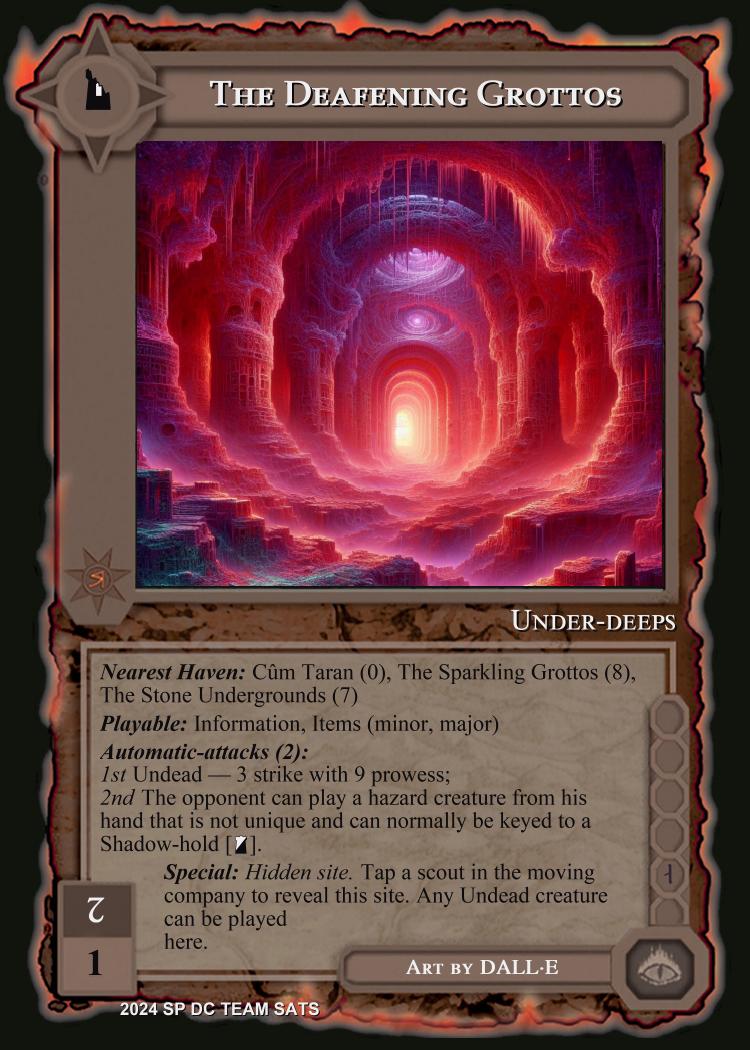 The Deafening Grottos
Under-deeps
Nearest Haven: Cûm Taran (0), The Sparkling Grottos (8),
The Stone Undergrounds (7)
Playable: Information, Items (minor, major)
Automatic-attacks (2):
1st Undead — 3 strike with 9 prowess;
2nd The opponent can play a hazard creature from his
hand that is not unique and can normally be keyed to a
Shadow-hold [ ].
Special: Hidden site. Tap a scout in the moving
company to reveal this site. Any Undead creature
can be played
here.
1
Art by DALL·E
2024 SP DC TEAM SATS